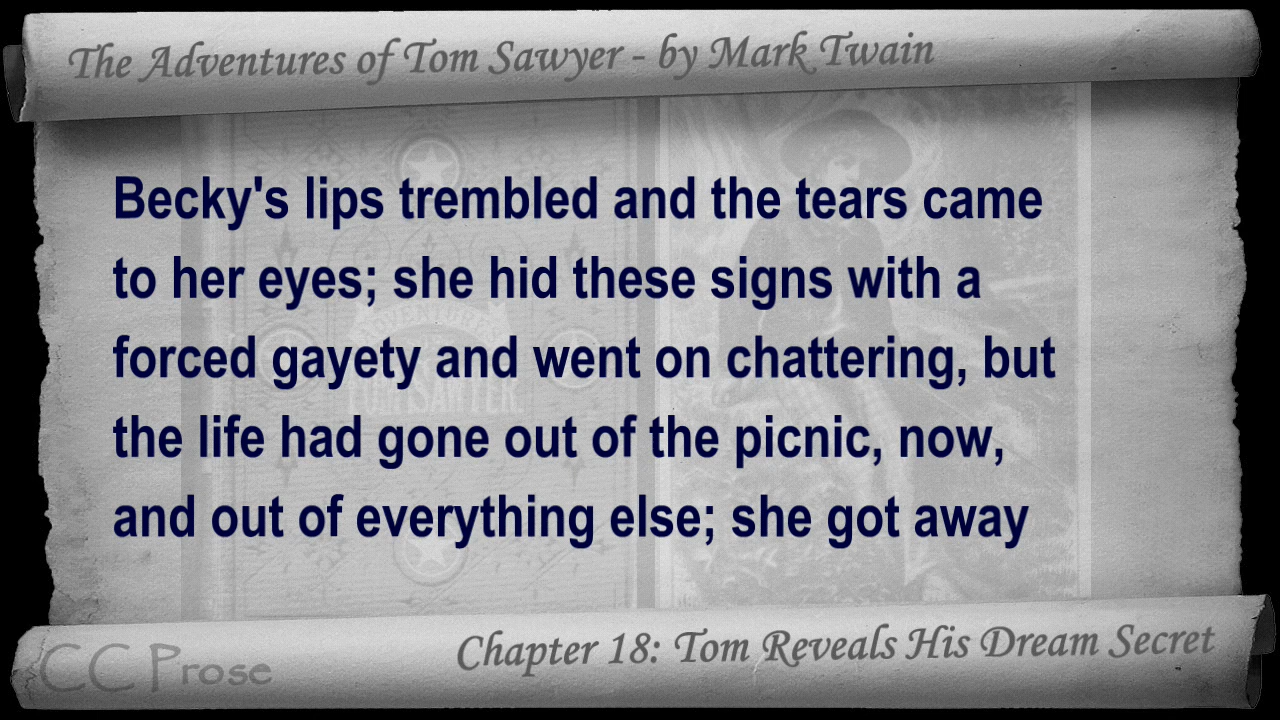 The Adventures of Tom Sawyer - by Mark Twain
Becky's lips trembled and the tears came
to her eyes; she hid these signs with a
forced gayety and went on chattering, but
the life had gone out of the picnic, now,
and out of everything else; she got away
Chapter 18: Tom Reveals His Dream Secret
CC Prose